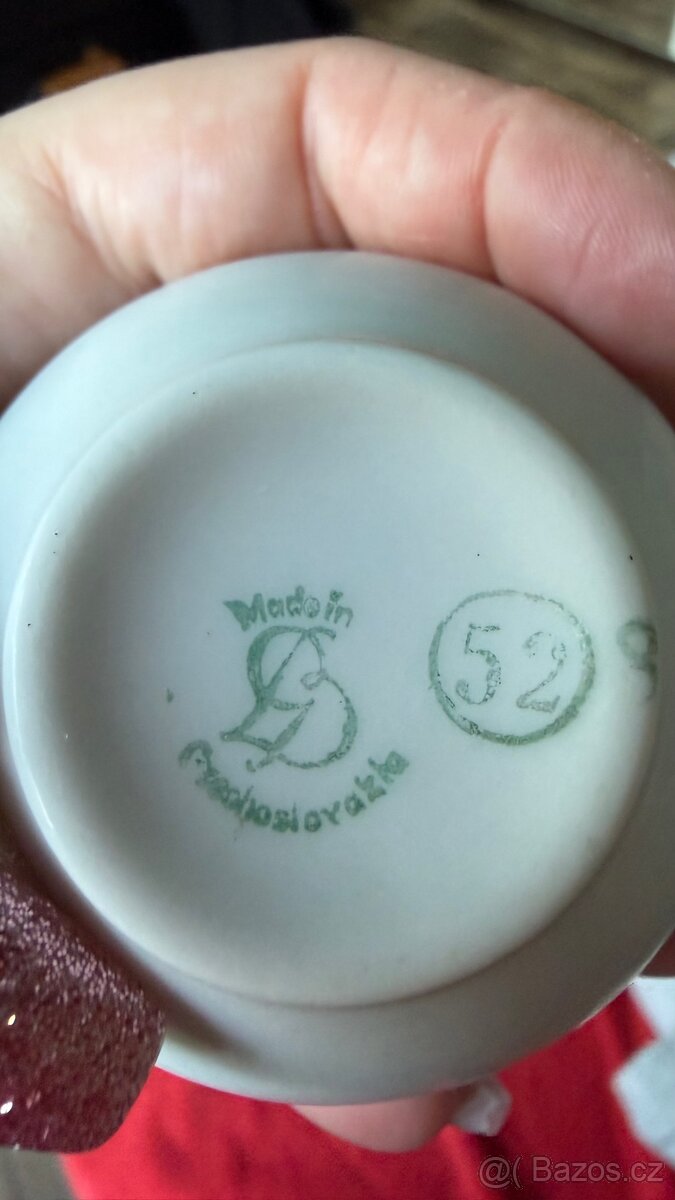 Made in
Czechoslovakia
52
@( Bazos.cz